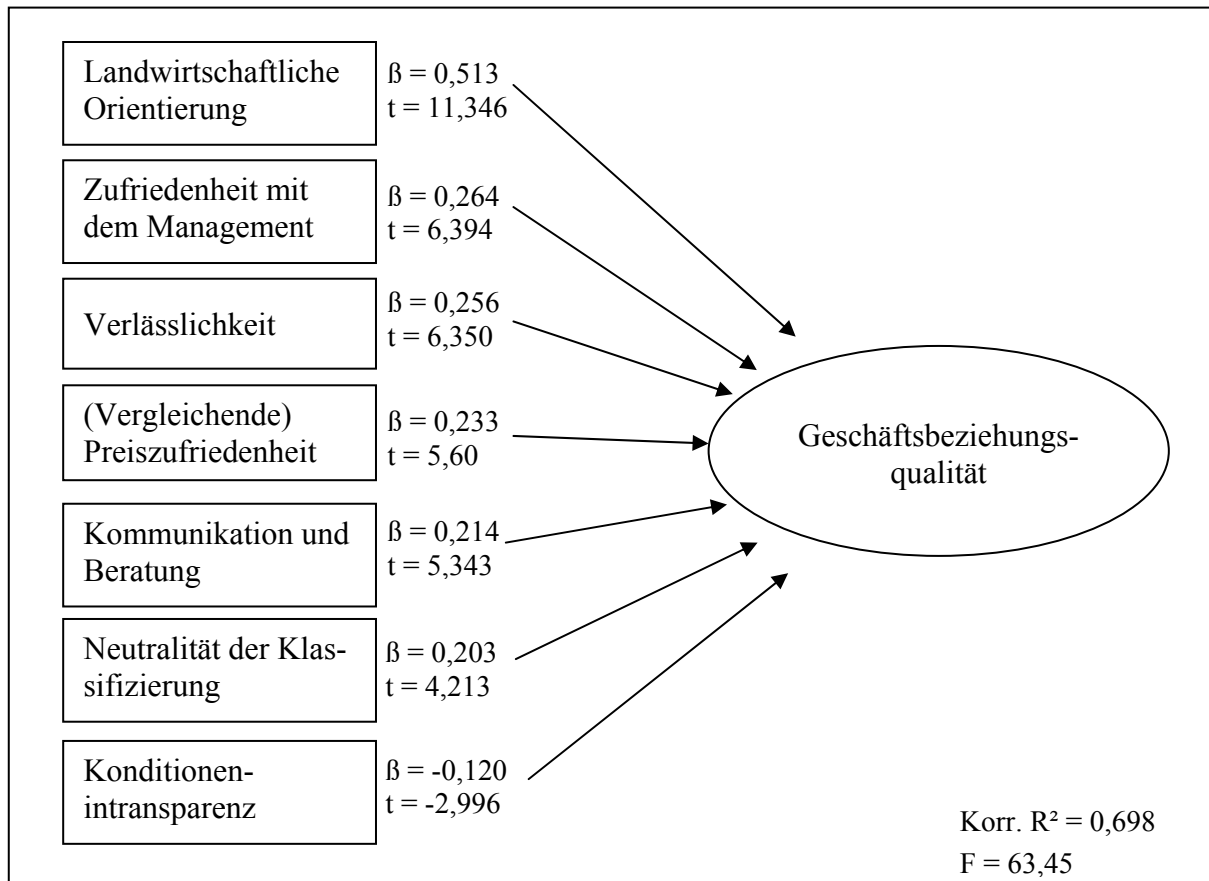 Landwirtschaftliche
Orientierung
ß = 0,513
t = 11,346
Zufriedenheit mit
dem Management
ß = 0,264
t = 6,394
Verlässlichkeit
ß = 0,256
t = 6,350
(Vergleichende)
Preiszufriedenheit
ß = 0,233
t = 5,60
Kommunikation und
Beratung
ß = 0,214
t = 5,343
Neutralität der Klas-
sifizierung
ß = 0,203
t = 4,213
Konditionen-
intransparenz
ß = -0,120
t = -2,996
Geschäftsbeziehungs-
qualität
Korr. R² = 0,698
F = 63,45